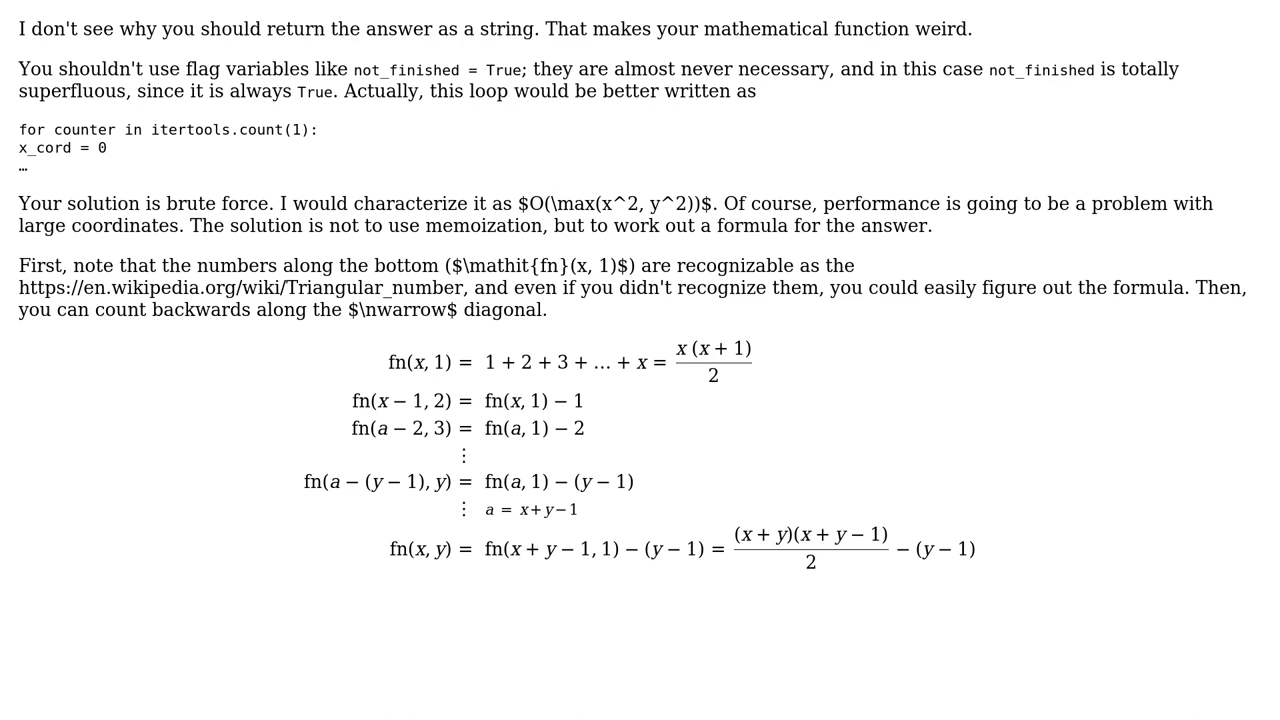 I don't see why you should return the answer as a string. That makes your mathematical function weird.
You shouldn't use flag variables like not_finished = True; they are almost never necessary, and in this case not_finished is totally
superfluous, since it is always True. Actually, this loop would be better written as
for counter in itertools.count(1):
x_cord = 0
…
Your solution is brute force. I would characterize it as $O(\max(x^2, y^2))$. Of course, performance is going to be a problem with
large coordinates. The solution is not to use memoization, but to work out a formula for the answer.
First, note that the numbers along the bottom ($\mathit{fn}(x, 1)$) are recognizable as the
https://en.wikipedia.org/wiki/Triangular_number, and even if you didn't recognize them, you could easily figure out the formula. Then,
you can count backwards along the $\nwarrow$ diagonal.
fn(x, 1) = 1 + 2 + 3 + … + x = x (x + 1) / 2
fn(x − 1, 2) = fn(x, 1) − 1
fn(a − 2, 3) = fn(a, 1) − 2
⋮
fn(a − (y − 1), y) = fn(a, 1) − (y − 1)
⋮ a = x+y−1
fn(x, y) = fn(x + y − 1, 1) − (y − 1) = (x + y)(x + y − 1) / 2 − (y − 1)